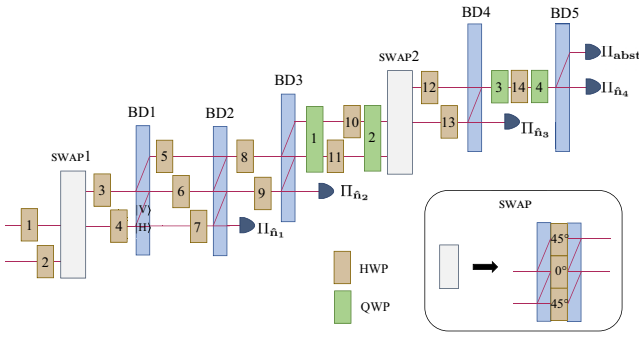 BD4
BD5
Π_abst
SWAP2
12
3
14
4
Π_n̂₄
BD3
13
Π_n̂₃
BD1
BD2
1
10
2
5
8
11
SWAP1
3
6
9
Π_n̂₂
|V⟩
|H⟩
1
4
7
Π_n̂₁
2
HWP
QWP
SWAP
45°
0°
45°